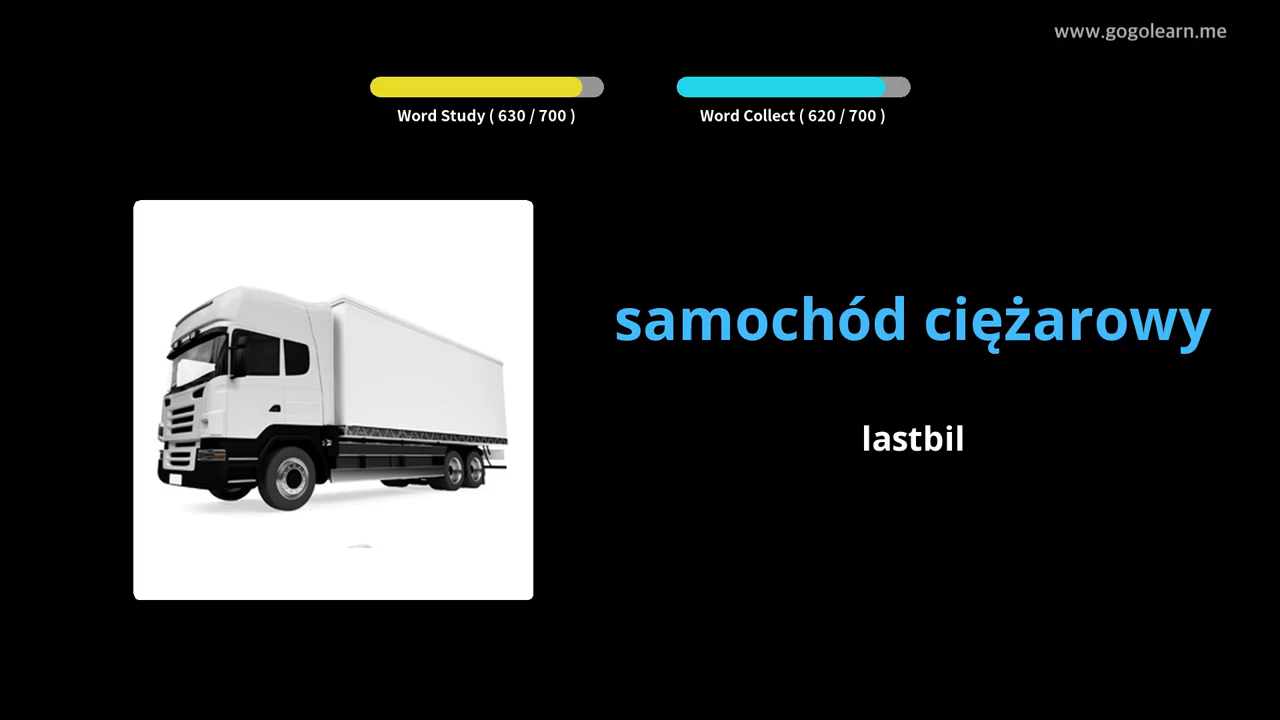 www.gogolearn.me
Word Study ( 630 / 700 )
Word Collect ( 620 / 700 )
samochód ciężarowy
lastbil